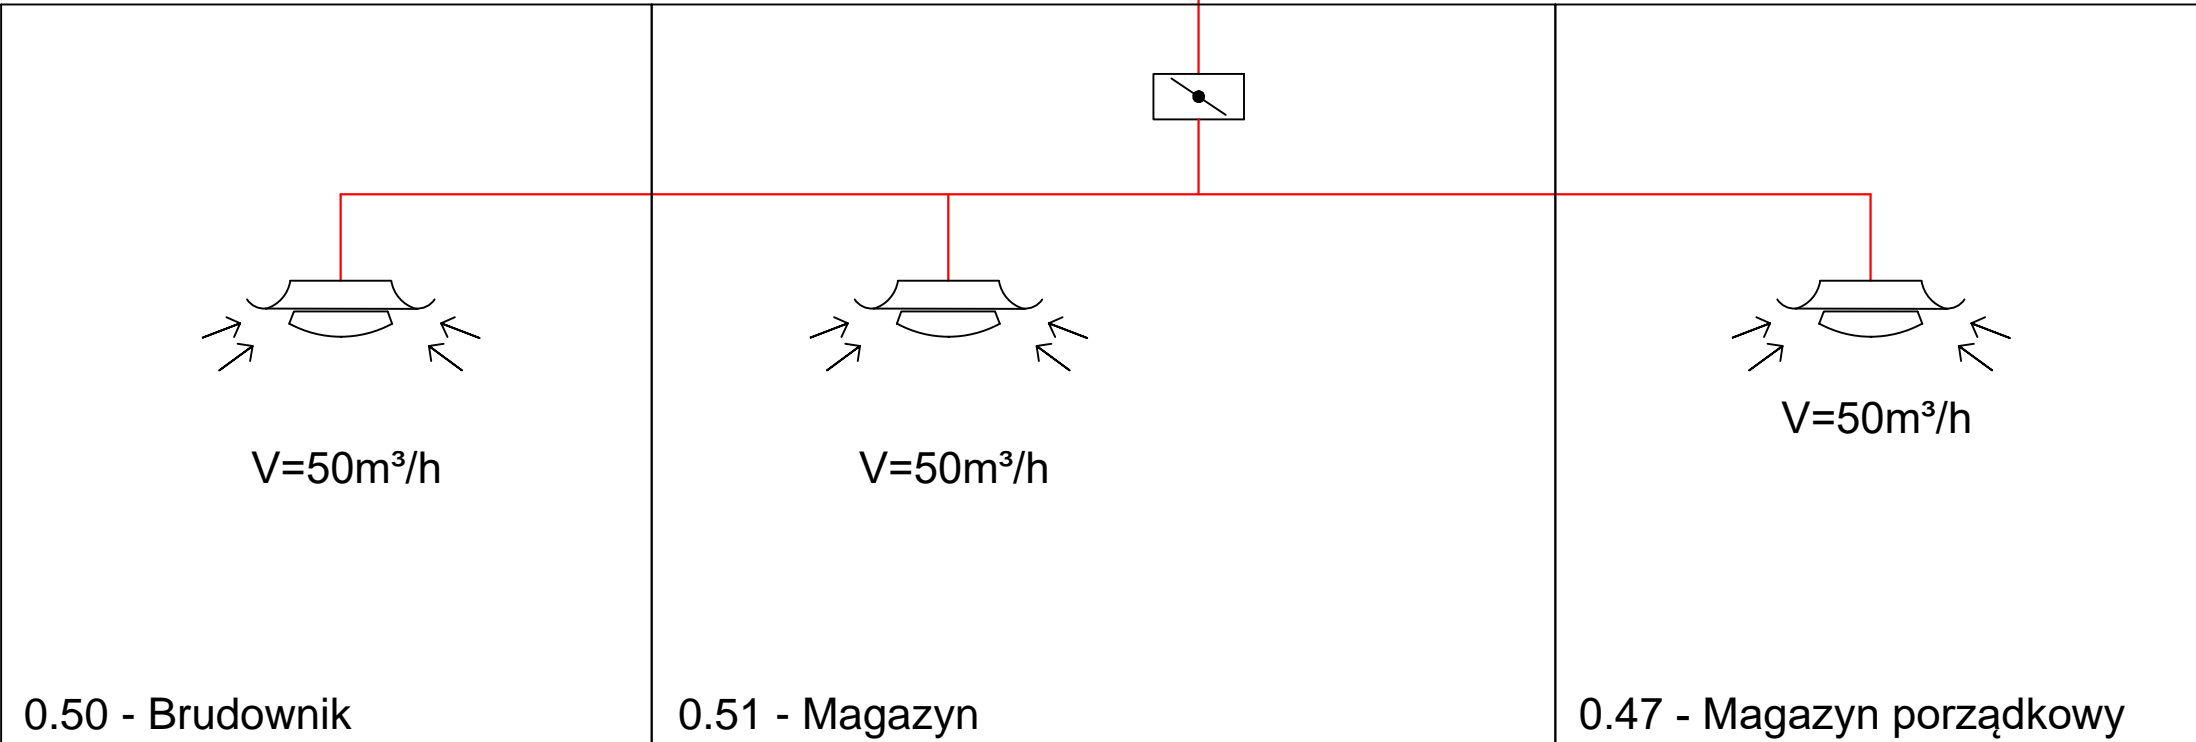 V=50m³/h
V=50m³/h
V=50m³/h
0.50 - Brudownik
0.51 - Magazyn
0.47 - Magazyn porządkowy